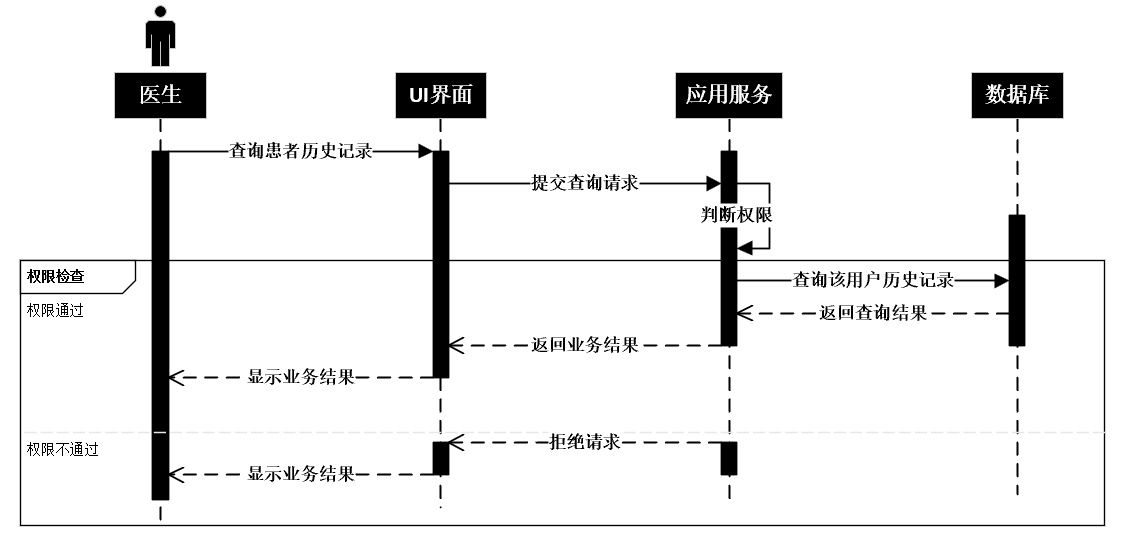 医生
UI界面
应用服务
数据库
查询患者历史记录
提交查询请求
判断权限
权限检查
查询该用户历史记录
权限通过
返回查询结果
返回业务结果
显示业务结果
拒绝请求
权限不通过
显示业务结果